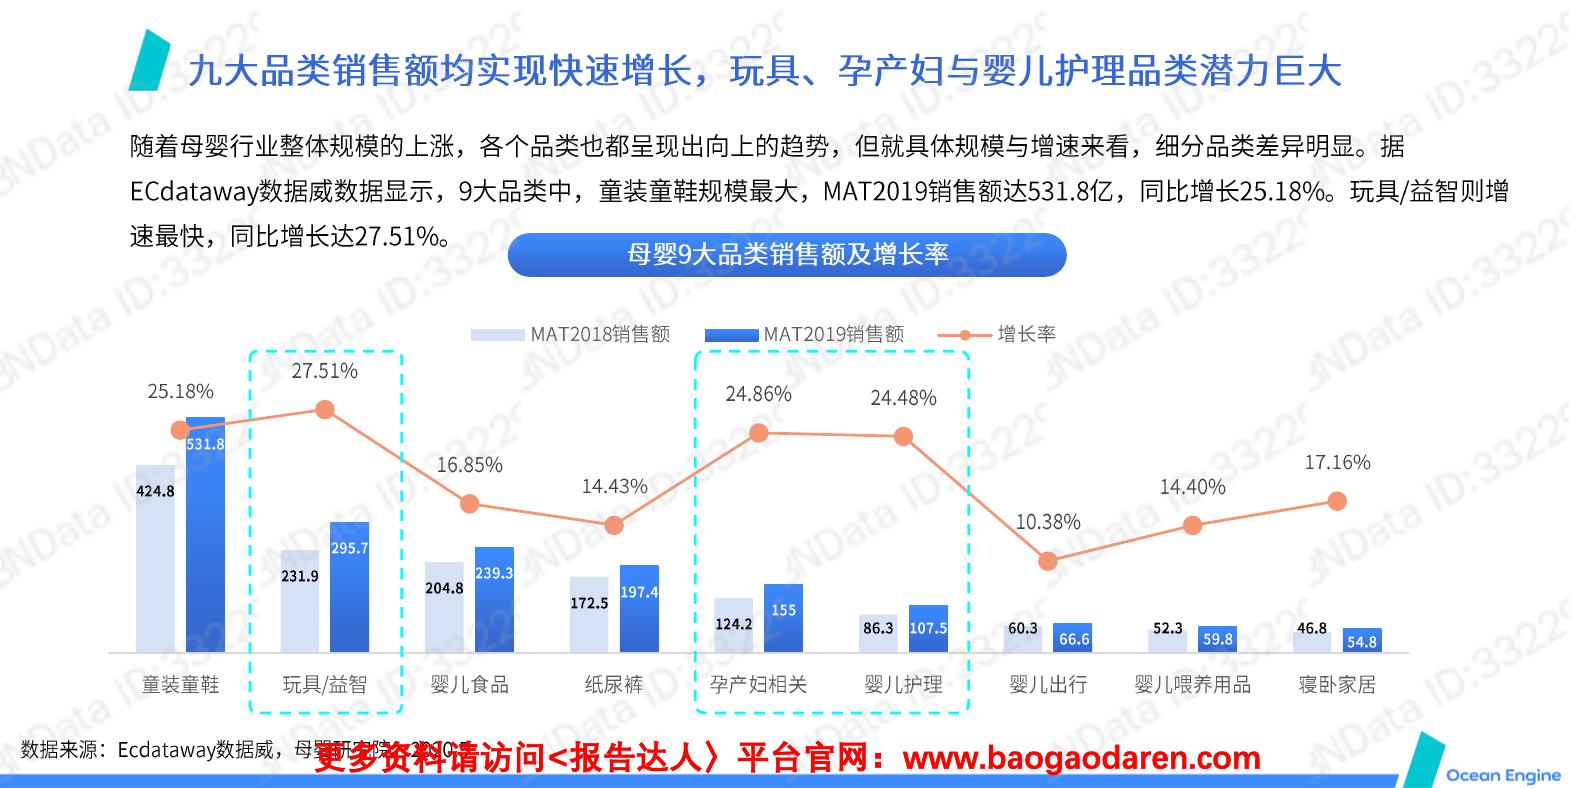 九大品类销售额均实现快速增长，玩具、孕产妇与婴儿护理品类潜力巨大
随着母婴行业整体规模的上涨，各个品类也都呈现出向上的趋势，但就具体规模与增速来看，细分品类差异明显。据
ECdataway数据威数据显示，9大品类中，童装童鞋规模最大，MAT2019销售额达531.8亿，同比增长25.18%。玩具/益智则增
速最快，同比增长达27.51%。
母婴9大品类销售额及增长率
MAT2018销售额 MAT2019销售额 增长率
25.18% 27.51% 16.85% 14.43% 24.86% 24.48% 10.38% 14.40% 17.16%
424.8 531.8 231.9 295.7 204.8 239.3 172.5 197.4 124.2 155 86.3 107.5 60.3 66.6 52.3 59.8 46.8 54.8
童装童鞋 玩具/益智 婴儿食品 纸尿裤 孕产妇相关 婴儿护理 婴儿出行 婴儿喂养用品 寝卧家居
数据来源：Ecdataway数据威，母婴研究院
更多资料请访问<报告达人〉平台官网：www.baogaodaren.com
Ocean Engine